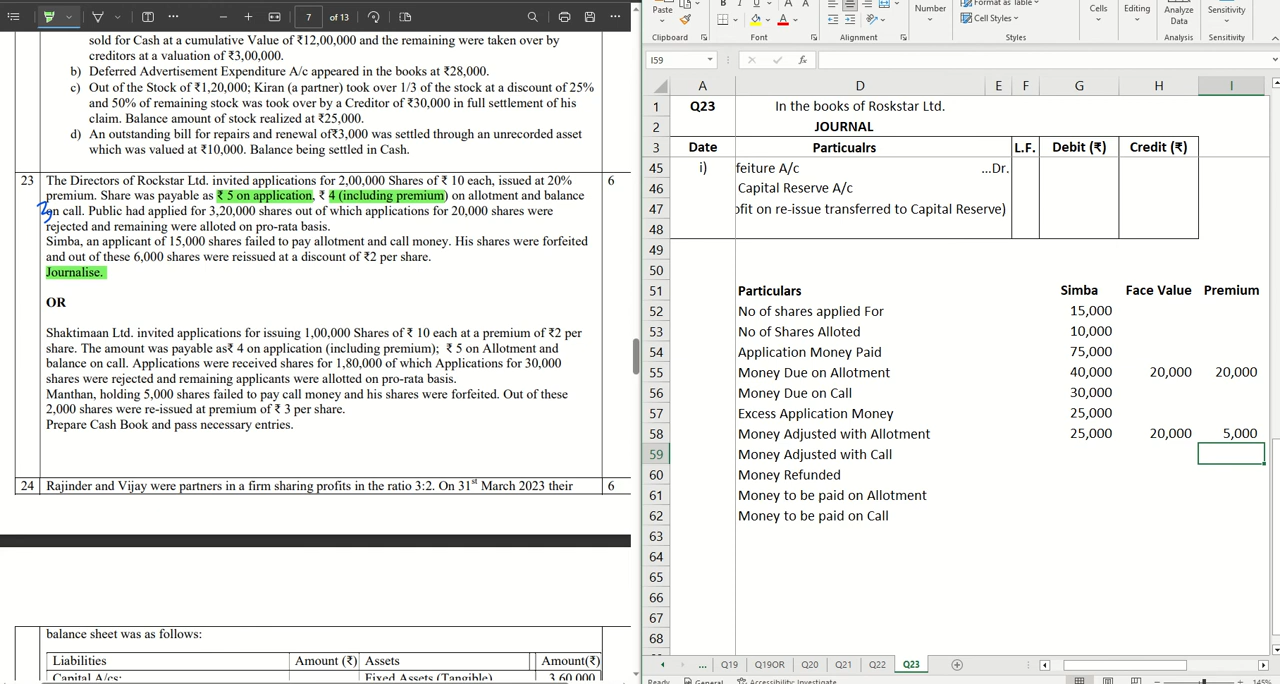 7 of 13
sold for Cash at a cumulative Value of ₹12,00,000 and the remaining were taken over by
creditors at a valuation of ₹3,00,000.
b) Deferred Advertisement Expenditure A/c appeared in the books at ₹28,000.
c) Out of the Stock of ₹1,20,000; Kiran (a partner) took over 1/3 of the stock at a discount of 25%
and 50% of remaining stock was took over by a Creditor of ₹30,000 in full settlement of his
claim. Balance amount of stock realized at ₹25,000.
d) An outstanding bill for repairs and renewal of₹3,000 was settled through an unrecorded asset
which was valued at ₹10,000. Balance being settled in Cash.
23 The Directors of Rockstar Ltd. invited applications for 2,00,000 Shares of ₹ 10 each, issued at 20% 6
premium. Share was payable as ₹ 5 on application, ₹ 4 (including premium) on allotment and balance
on call. Public had applied for 3,20,000 shares out of which applications for 20,000 shares were
3
rejected and remaining were alloted on pro-rata basis.
Simba, an applicant of 15,000 shares failed to pay allotment and call money. His shares were forfeited
and out of these 6,000 shares were reissued at a discount of ₹2 per share.
Journalise.
OR
Shaktimaan Ltd. invited applications for issuing 1,00,000 Shares of ₹ 10 each at a premium of ₹2 per
share. The amount was payable as₹ 4 on application (including premium); ₹ 5 on Allotment and
balance on call. Applications were received shares for 1,80,000 of which Applications for 30,000
shares were rejected and remaining applicants were allotted on pro-rata basis.
Manthan, holding 5,000 shares failed to pay call money and his shares were forfeited. Out of these
2,000 shares were re-issued at premium of ₹ 3 per share.
Prepare Cash Book and pass necessary entries.
24 Rajinder and Vijay were partners in a firm sharing profits in the ratio 3:2. On 31st March 2023 their 6
balance sheet was as follows:
Liabilities Amount (₹) Assets Amount(₹)
Capital A/cs: Fixed Assets (Tangible) 3,60,000
Paste B I U A A Number Format as Table Cell Styles Cells Editing Analyze Data Sensitivity
Clipboard Font Alignment Styles Analysis Sensitivity
I59 fx
A D E F G H I
1 Q23 In the books of Roskstar Ltd.
2 JOURNAL
3 Date Particualrs L.F. Debit (₹) Credit (₹)
45 i) feiture A/c ...Dr.
46 Capital Reserve A/c
47 ofit on re-issue transferred to Capital Reserve)
48
49
50
51 Particulars Simba Face Value Premium
52 No of shares applied For 15,000
53 No of Shares Alloted 10,000
54 Application Money Paid 75,000
55 Money Due on Allotment 40,000 20,000 20,000
56 Money Due on Call 30,000
57 Excess Application Money 25,000
58 Money Adjusted with Allotment 25,000 20,000 5,000
59 Money Adjusted with Call
60 Money Refunded
61 Money to be paid on Allotment
62 Money to be paid on Call
63
64
65
66
67
68
... Q19 Q19OR Q20 Q21 Q22 Q23
Ready General Accessibility: Investigate 145%